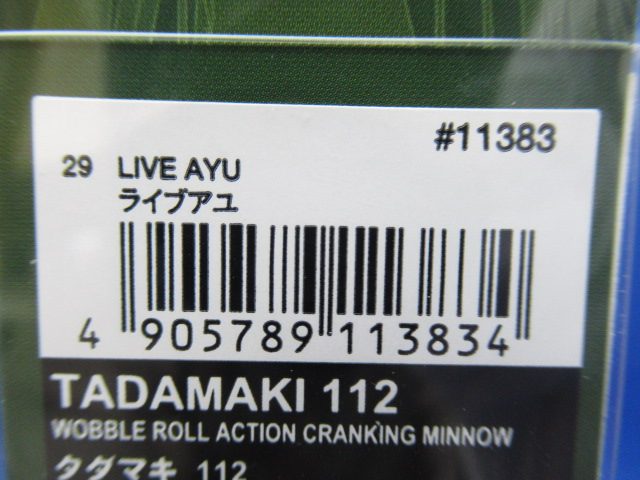 #11383
29 LIVE AYU
ライブアユ
4 905789 113834
TADAMAKI 112
WOBBLE ROLL ACTION CRANKING MINNOW
タダマキ 112